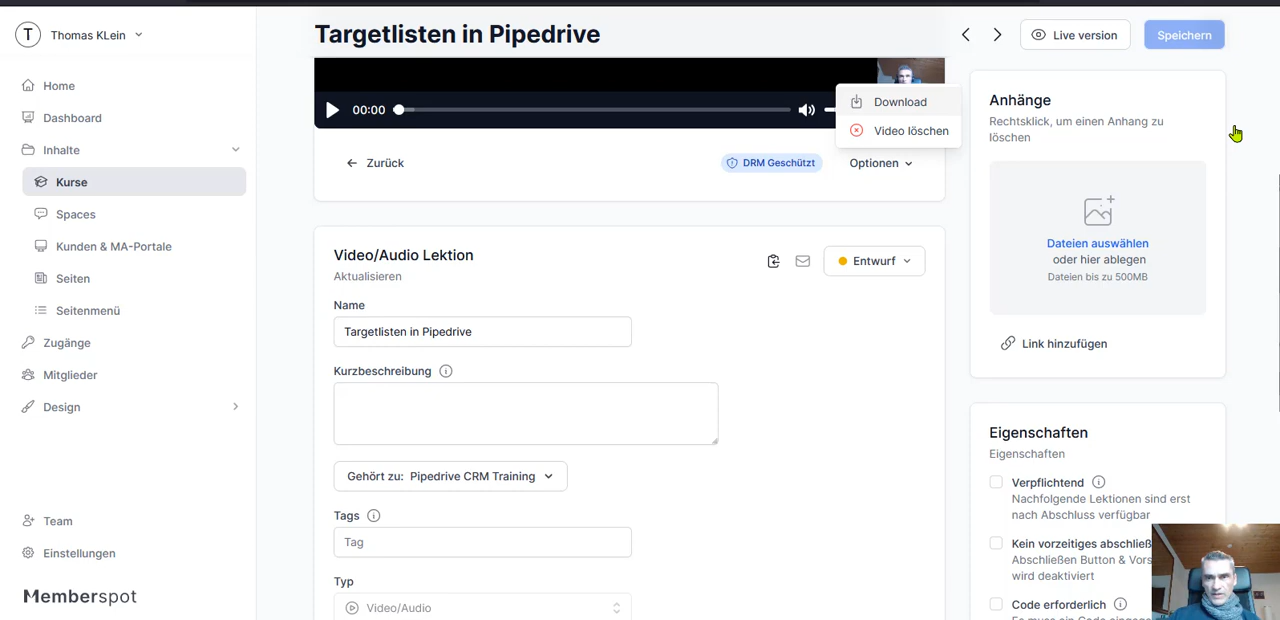 T Thomas KLein
Home
Dashboard
Inhalte
Kurse
Spaces
Kunden & MA-Portale
Seiten
Seitenmenü
Zugänge
Mitglieder
Design
Team
Einstellungen
Memberspot
Targetlisten in Pipedrive
Live version
Speichern
00:00
Download
Video löschen
Zurück
DRM Geschützt
Optionen
Video/Audio Lektion
Aktualisieren
Entwurf
Name
Targetlisten in Pipedrive
Kurzbeschreibung
Gehört zu: Pipedrive CRM Training
Tags
Tag
Typ
Video/Audio
Anhänge
Rechtsklick, um einen Anhang zu
löschen
Dateien auswählen
oder hier ablegen
Dateien bis zu 500MB
Link hinzufügen
Eigenschaften
Eigenschaften
Verpflichtend
Nachfolgende Lektionen sind erst
nach Abschluss verfügbar
Kein vorzeitiges abschließ
Abschließen Button & Vors
wird deaktiviert
Code erforderlich